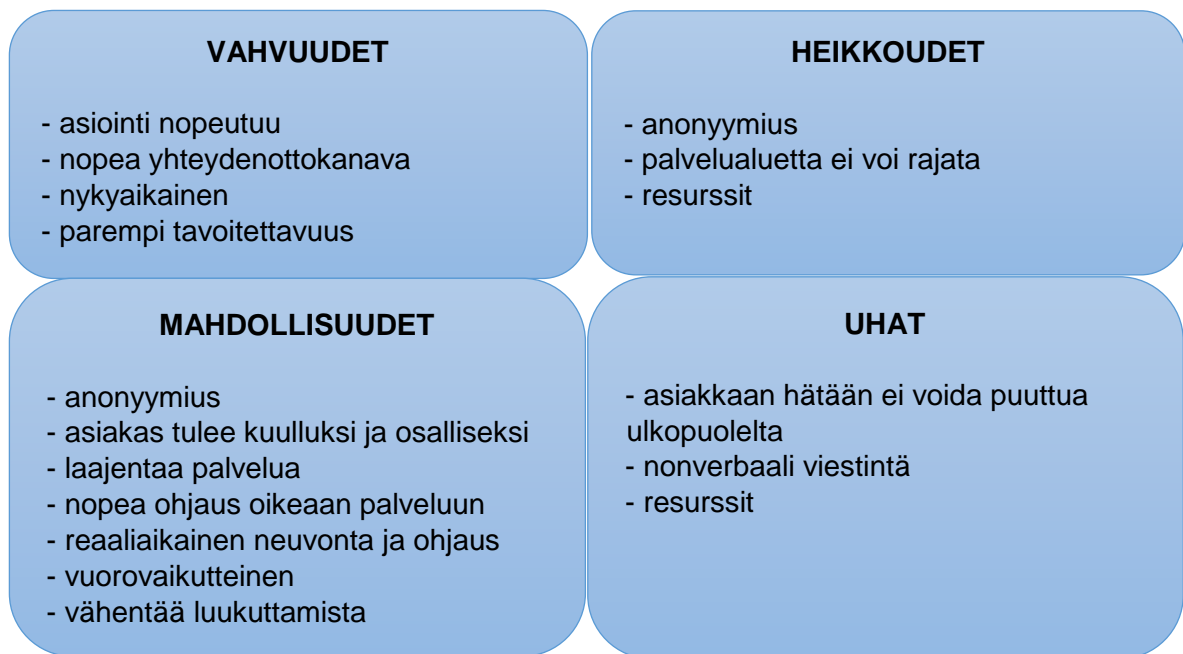 VAHVUUDET
- asiointi nopeutuu
- nopea yhteydenottokanava
- nykyaikainen
- parempi tavoitettavuus
HEIKKOUDET
- anonyymius
- palvelualuetta ei voi rajata
- resurssit
MAHDOLLISUUDET
- anonyymius
- asiakas tulee kuulluksi ja osalliseksi
- laajentaa palvelua
- nopea ohjaus oikeaan palveluun
- reaaliaikainen neuvonta ja ohjaus
- vuorovaikutteinen
- vähentää luukuttamista
UHAT
- asiakkaan hätään ei voida puuttua
ulkopuolelta
- nonverbaali viestintä
- resurssit